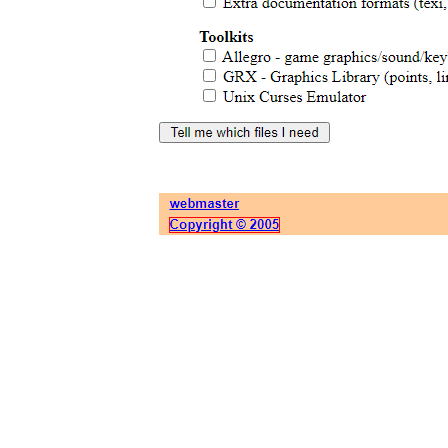 Extra documentation formats (texi,
Toolkits
Allegro - game graphics/sound/key
GRX - Graphics Library (points, li
Unix Curses Emulator
Tell me which files I need
webmaster
Copyright © 2005